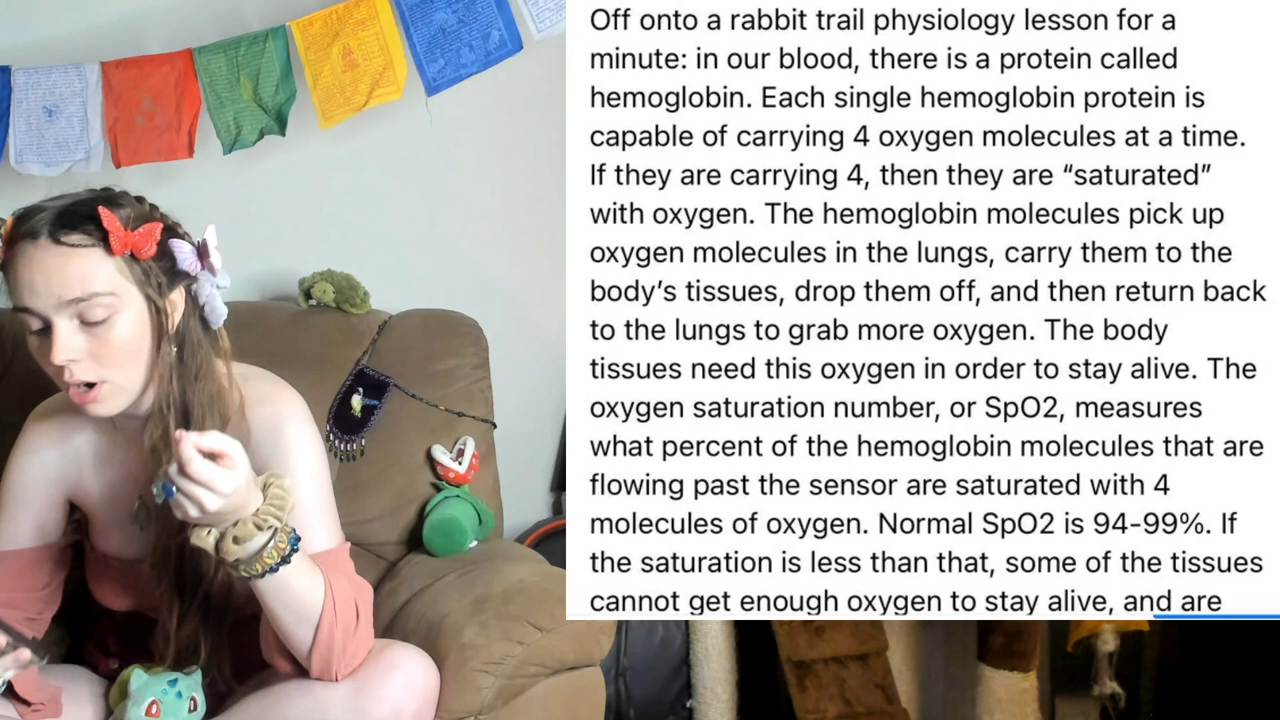 Off onto a rabbit trail physiology lesson for a
minute: in our blood, there is a protein called
hemoglobin. Each single hemoglobin protein is
capable of carrying 4 oxygen molecules at a time.
If they are carrying 4, then they are “saturated”
with oxygen. The hemoglobin molecules pick up
oxygen molecules in the lungs, carry them to the
body’s tissues, drop them off, and then return back
to the lungs to grab more oxygen. The body
tissues need this oxygen in order to stay alive. The
oxygen saturation number, or SpO2, measures
what percent of the hemoglobin molecules that are
flowing past the sensor are saturated with 4
molecules of oxygen. Normal SpO2 is 94-99%. If
the saturation is less than that, some of the tissues
cannot get enough oxygen to stay alive, and are